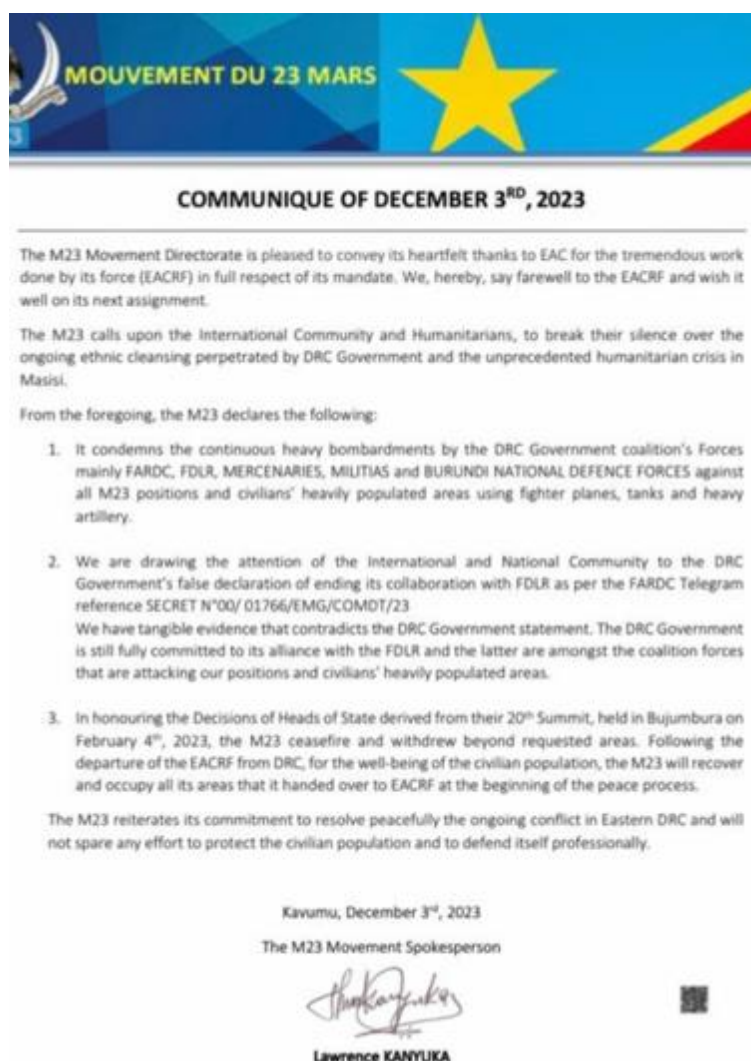 MOUVEMENT DU 23 MARS
COMMUNIQUE OF DECEMBER 3RD, 2023
The M23 Movement Directorate is pleased to convey its heartfelt thanks to EAC for the tremendous work
done by its force (EACRF) in full respect of its mandate. We, hereby, say farewell to the EACRF and wish it
well on its next assignment.
The M23 calls upon the International Community and Humanitarians, to break their silence over the
ongoing ethnic cleansing perpetrated by DRC Government and the unprecedented humanitarian crisis in
Masisi.
From the foregoing, the M23 declares the following:
1. It condemns the continuous heavy bombardments by the DRC Government coalition's Forces
mainly FARDC, FDLR, MERCENARIES, MILITIAS and BURUNDI NATIONAL DEFENCE FORCES against
all M23 positions and civilians' heavily populated areas using fighter planes, tanks and heavy
artillery.
2. We are drawing the attention of the International and National Community to the DRC
Government's false declaration of ending its collaboration with FDLR as per the FARDC Telegram
reference SECRET N°00/ 01766/EMG/COMDT/23
We have tangible evidence that contradicts the DRC Government statement. The DRC Government
is still fully committed to its alliance with the FDLR and the latter are amongst the coalition forces
that are attacking our positions and civilians' heavily populated areas.
3. In honouring the Decisions of Heads of State derived from their 20th Summit, held in Bujumbura on
February 4th, 2023, the M23 ceasefire and withdrew beyond requested areas. Following the
departure of the EACRF from DRC, for the well-being of the civilian population, the M23 will recover
and occupy all its areas that it handed over to EACRF at the beginning of the peace process.
The M23 reiterates its commitment to resolve peacefully the ongoing conflict in Eastern DRC and will
not spare any effort to protect the civilian population and to defend itself professionally.
Kavumu, December 3rd, 2023
The M23 Movement Spokesperson
Lawrence KANYUKA